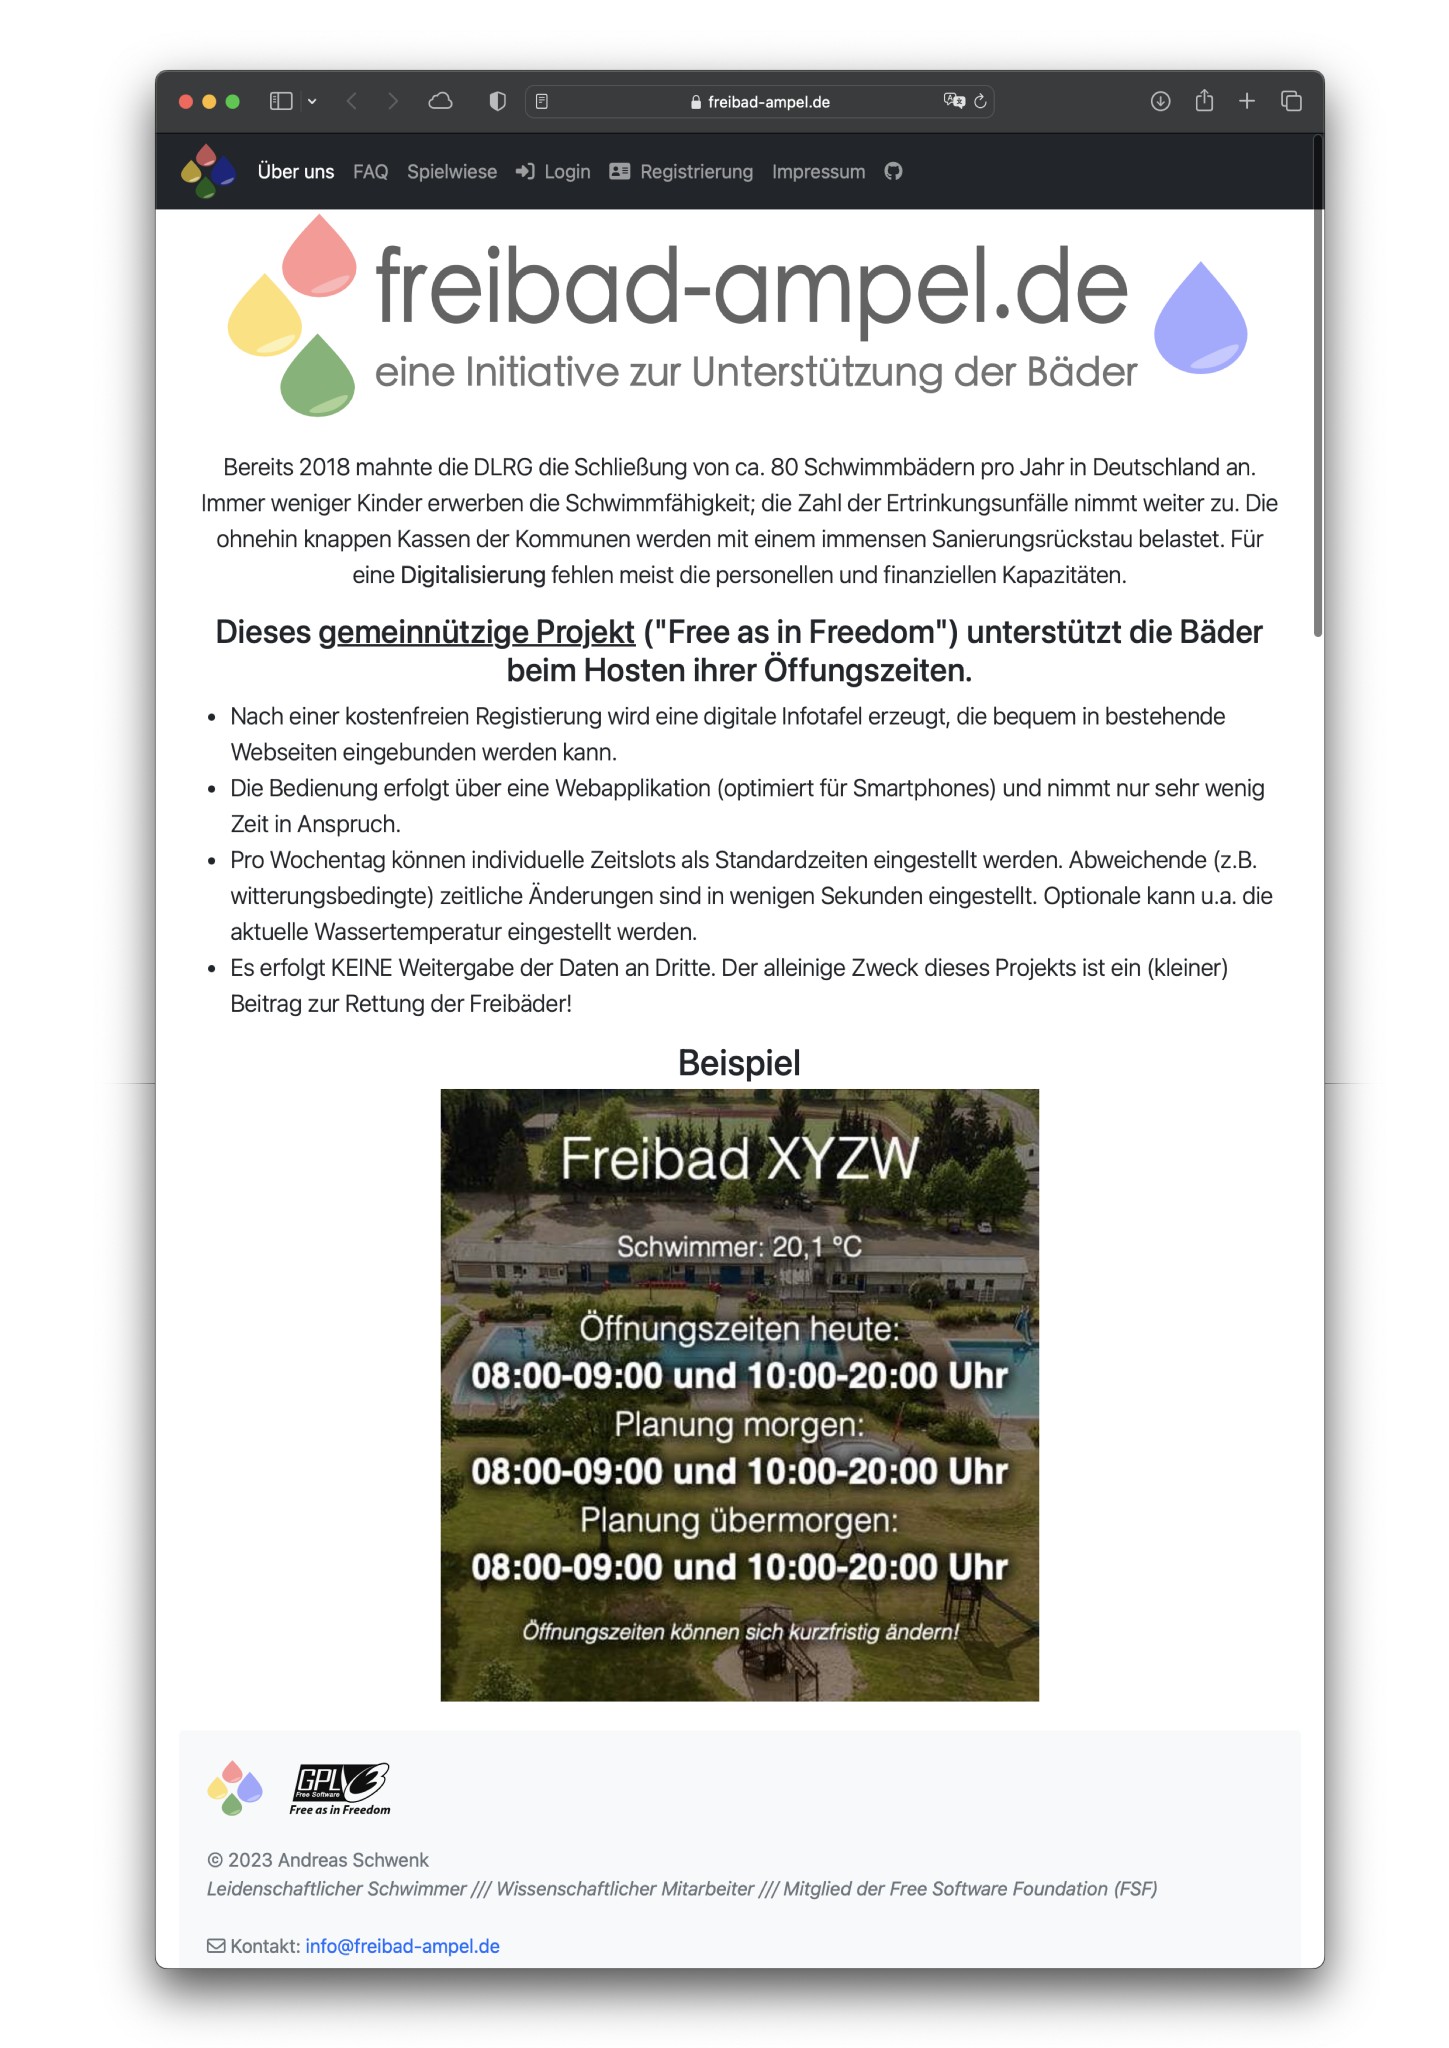 freibad-ampel.de
Über uns FAQ Spielwiese Login Registrierung Impressum
freibad-ampel.de
eine Initiative zur Unterstützung der Bäder
Bereits 2018 mahnte die DLRG die Schließung von ca. 80 Schwimmbädern pro Jahr in Deutschland an.
Immer weniger Kinder erwerben die Schwimmfähigkeit; die Zahl der Ertrinkungsunfälle nimmt weiter zu. Die
ohnehin knappen Kassen der Kommunen werden mit einem immensen Sanierungsrückstau belastet. Für
eine Digitalisierung fehlen meist die personellen und finanziellen Kapazitäten.
Dieses gemeinnützige Projekt ("Free as in Freedom") unterstützt die Bäder
beim Hosten ihrer Öffungszeiten.
• Nach einer kostenfreien Registierung wird eine digitale Infotafel erzeugt, die bequem in bestehende
Webseiten eingebunden werden kann.
• Die Bedienung erfolgt über eine Webapplikation (optimiert für Smartphones) und nimmt nur sehr wenig
Zeit in Anspruch.
• Pro Wochentag können individuelle Zeitslots als Standardzeiten eingestellt werden. Abweichende (z.B.
witterungsbedingte) zeitliche Änderungen sind in wenigen Sekunden eingestellt. Optionale kann u.a. die
aktuelle Wassertemperatur eingestellt werden.
• Es erfolgt KEINE Weitergabe der Daten an Dritte. Der alleinige Zweck dieses Projekts ist ein (kleiner)
Beitrag zur Rettung der Freibäder!
Beispiel
Freibad XYZW
Schwimmer: 20,1 °C
Öffnungszeiten heute:
08:00-09:00 und 10:00-20:00 Uhr
Planung morgen:
08:00-09:00 und 10:00-20:00 Uhr
Planung übermorgen:
08:00-09:00 und 10:00-20:00 Uhr
Öffnungszeiten können sich kurzfristig ändern!
GPLv3
Free Software
Free as in Freedom
© 2023 Andreas Schwenk
Leidenschaftlicher Schwimmer /// Wissenschaftlicher Mitarbeiter /// Mitglied der Free Software Foundation (FSF)
Kontakt: info@freibad-ampel.de